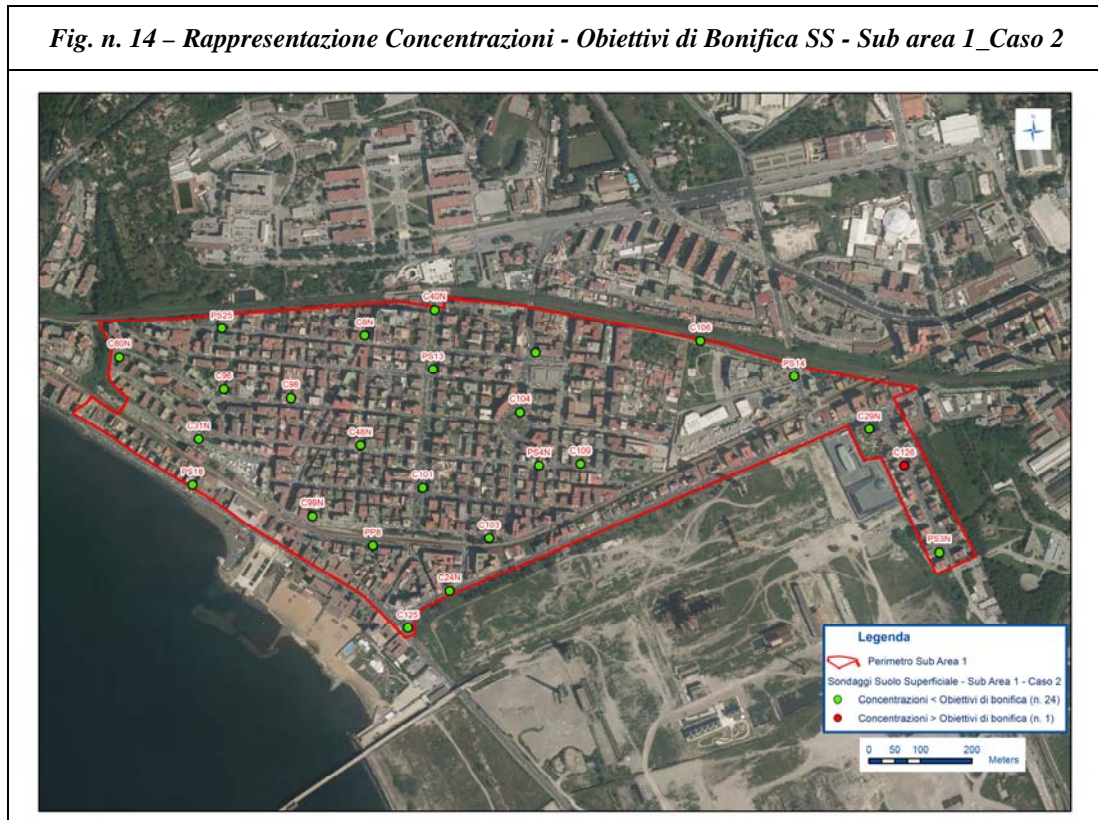 Fig. n. 14 – Rappresentazione Concentrazioni - Obiettivi di Bonifica SS - Sub area 1_Caso 2
C40N
PS25
C6N
C106
C80N
PS13
PS14
C96
C98
C104
C29N
C31N
C48N
PS4N
C109
C126
PS18
C101
C99N
C103
PP8
PS3N
C24N
C125
Legenda
Perimetro Sub Area 1
Sondaggi Suolo Superficiale - Sub Area 1 - Caso 2
Concentrazioni < Obiettivi di bonifica (n. 24)
Concentrazioni > Obiettivi di bonifica (n. 1)
0 50 100 200
Meters